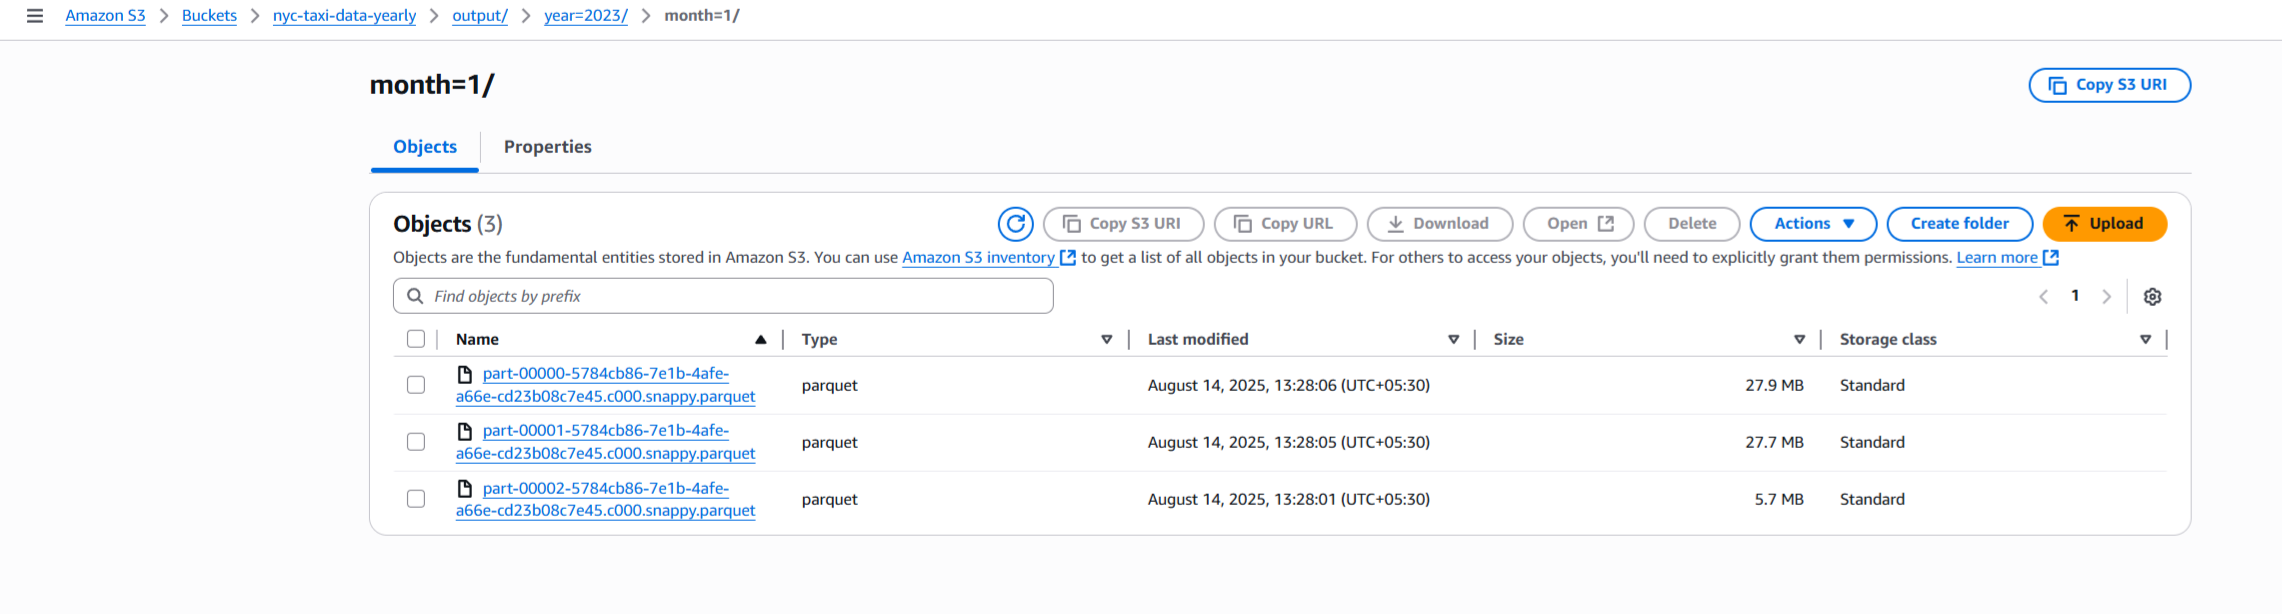 Amazon S3 > Buckets > nyc-taxi-data-yearly > output/ > year=2023/ > month=1/
month=1/
Copy S3 URI
Objects Properties
Objects (3)
Copy S3 URI Copy URL Download Open Delete Actions Create folder Upload
Objects are the fundamental entities stored in Amazon S3. You can use Amazon S3 inventory to get a list of all objects in your bucket. For others to access your objects, you'll need to explicitly grant them permissions. Learn more
Find objects by prefix
1
Name Type Last modified Size Storage class
part-00000-5784cb86-7e1b-4afe-
a66e-cd23b08c7e45.c000.snappy.parquet
parquet August 14, 2025, 13:28:06 (UTC+05:30) 27.9 MB Standard
part-00001-5784cb86-7e1b-4afe-
a66e-cd23b08c7e45.c000.snappy.parquet
parquet August 14, 2025, 13:28:05 (UTC+05:30) 27.7 MB Standard
part-00002-5784cb86-7e1b-4afe-
a66e-cd23b08c7e45.c000.snappy.parquet
parquet August 14, 2025, 13:28:01 (UTC+05:30) 5.7 MB Standard